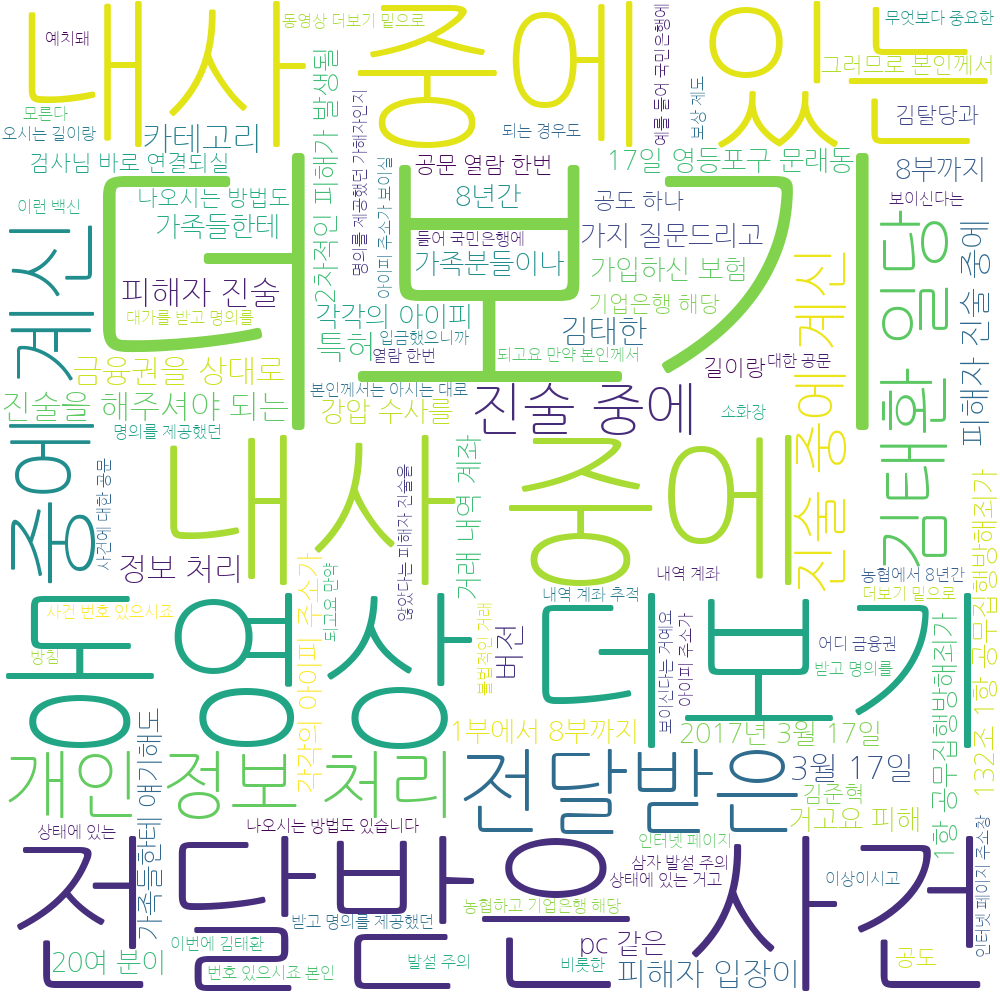 내사 중에 있는
동영상 더보기 밑으로
무엇보다 중요한
예치돼
그러므로 본인께서
모른다
오시는 길이랑
카테고리
되는 경우도
보상 제도
예를 들어 국민은행에
김탈당과
검사님 바로 연결되실
2차적인 피해가 발생될
명의를 제공했던 가해자인지
공문 열람 한번
17일 영등포구 문래동
8부까지
더보기
나오시는 방법도
아이피 주소가 보이실
8년간
공도 하나
보이신다는
이런 백신
가족들한테
들어 국민은행에
가지 질문드리고
중에 계신
가족분들이나
가입하신 보험
진술 중에 계신
김태환 일당
피해자 진술 중에
피해자 진술
대가를 받고 명의를
각각의 아이피
기업은행 해당
특허
입금했으니까
김태한
열람 한번
되고요 만약 본인께서
길이랑
대한 공문
금융권을 상대로
본인께서는 아시는 대로
진술을 해주셔야 되는
강압 수사를
진술 중에
소화장
명의를 제공했던
내사 중에
사건에 대한 공문
않았다는 피해자 진술을
거래 내역 계좌
정보 처리
내역 계좌
농협에서 8년간
132조 1항 공무집행방해죄가
각각의 아이피 주소가
되고요 만약
내역 계좌 추적
더보기 밑으로
사건 번호 있으시죠
동영상 더보기
불법적인 거래
버전
보이신다는 거예요
아이피 주소가
어디 금융권
방침
받고 명의를
1항 공무집행방해죄가
1부에서 8부까지
2017년 3월 17일
가족들한테 얘기해도
개인 정보 처리
전달받은
3월 17일
김준혁
거고요 피해
상태에 있는
나오시는 방법도 있습니다
인터넷 페이지
인터넷 페이지 주소창
전달받은 사건
삼자 발설 주의
상태에 있는 거고
이상이시고
농협하고 기업은행 해당
받고 명의를 제공했던
이번에 김태환
pc 같은
20여 분이
번호 있으시죠 본인
발설 주의
비롯한
피해자 입장이
공도